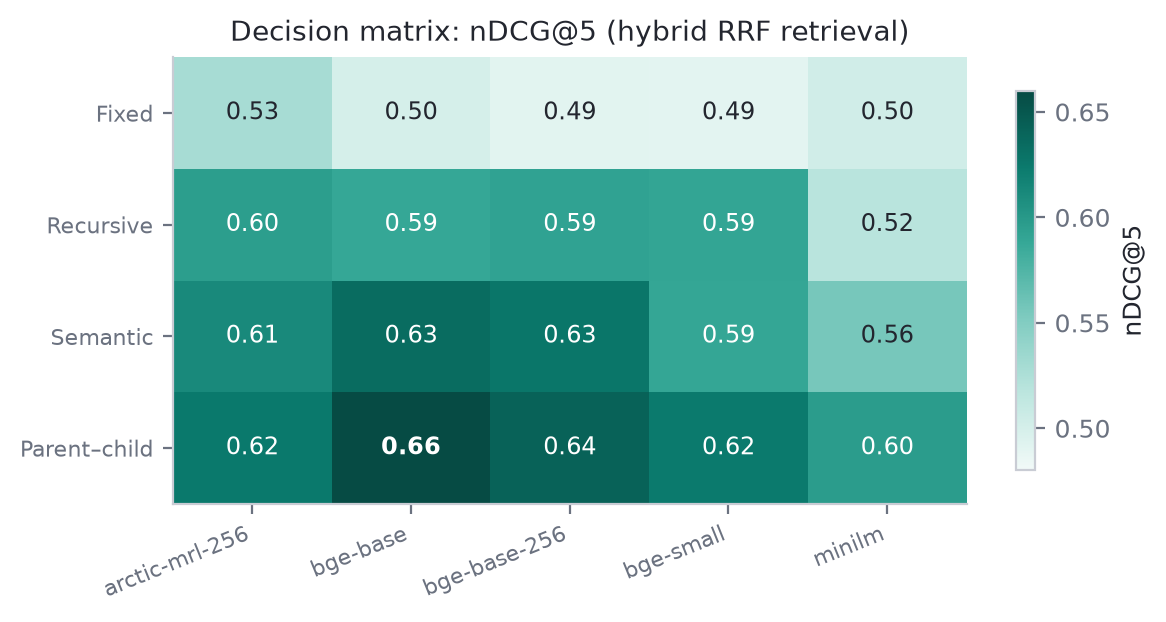 Decision matrix: nDCG@5 (hybrid RRF retrieval)
Fixed 0.53 0.50 0.49 0.49 0.50
Recursive 0.60 0.59 0.59 0.59 0.52
Semantic 0.61 0.63 0.63 0.59 0.56
Parent–child 0.62 0.66 0.64 0.62 0.60
arctic-mrl-256 bge-base bge-base-256 bge-small minilm
0.65
0.60
0.55
0.50
nDCG@5